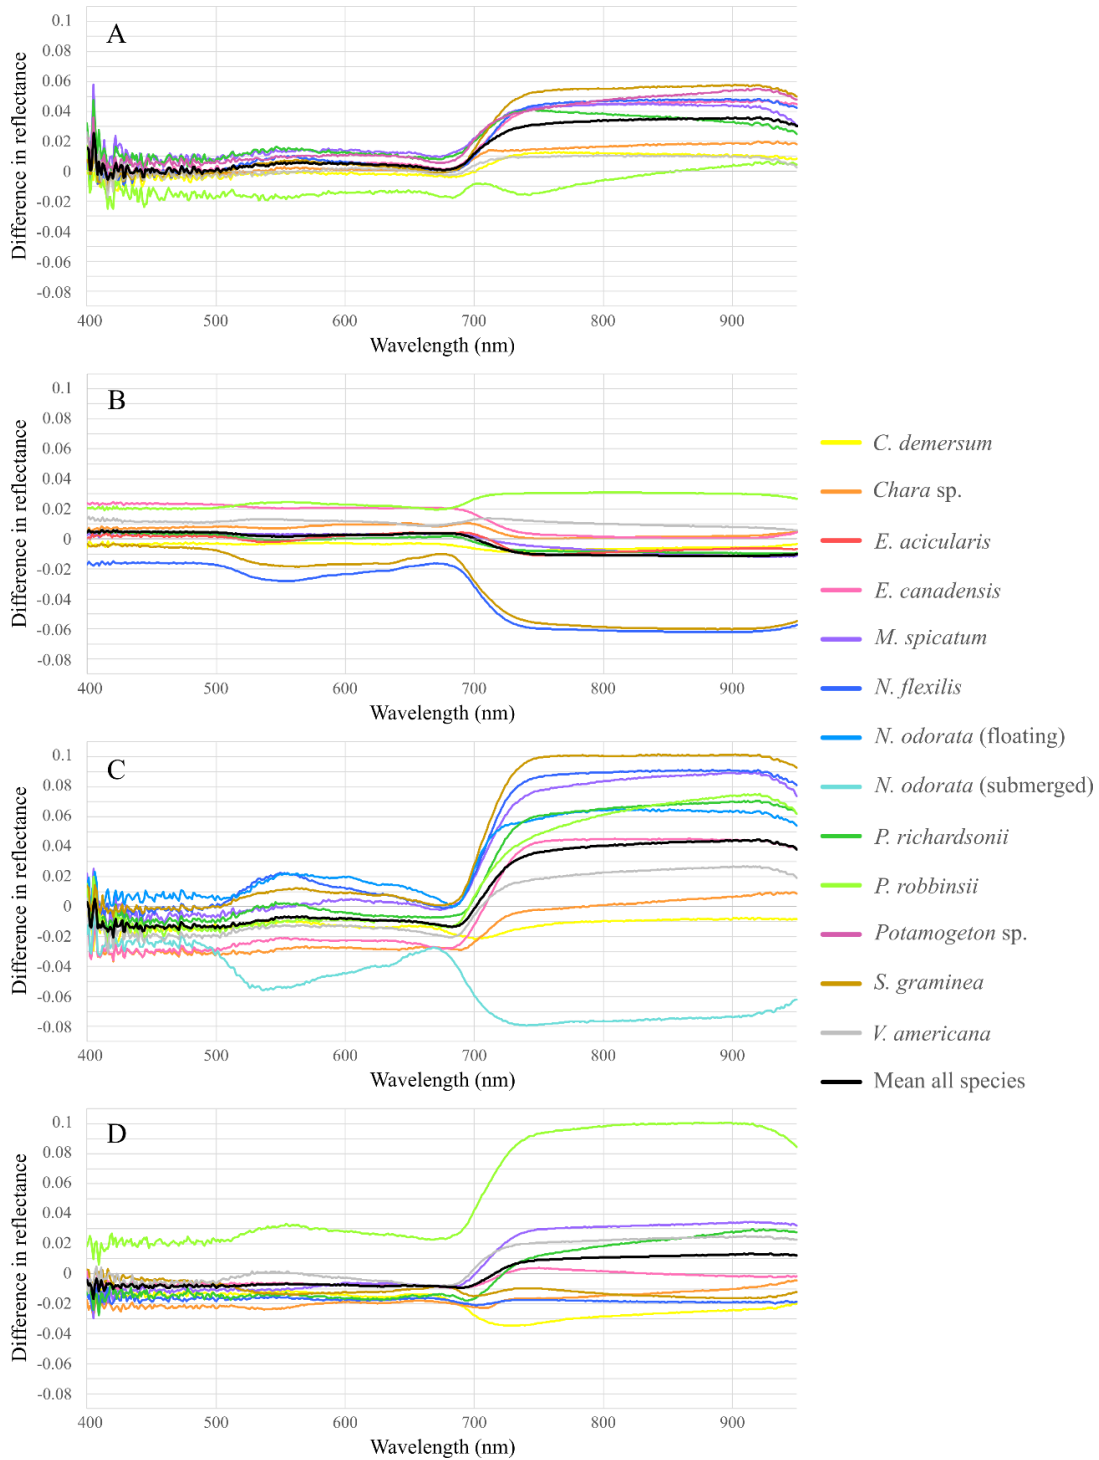 A
0.1
0.08
0.06
0.04
0.02
0
-0.02
-0.04
-0.06
-0.08
Difference in reflectance
400 500 600 700 800 900
Wavelength (nm)
B
0.1
0.08
0.06
0.04
0.02
0
-0.02
-0.04
-0.06
-0.08
Difference in reflectance
400 500 600 700 800 900
Wavelength (nm)
C
0.1
0.08
0.06
0.04
0.02
0
-0.02
-0.04
-0.06
-0.08
Difference in reflectance
400 500 600 700 800 900
Wavelength (nm)
D
0.1
0.08
0.06
0.04
0.02
0
-0.02
-0.04
-0.06
-0.08
Difference in reflectance
400 500 600 700 800 900
Wavelength (nm)
C. demersum
Chara sp.
E. acicularis
E. canadensis
M. spicatum
N. flexilis
N. odorata (floating)
N. odorata (submerged)
P. richardsonii
P. robbinsii
Potamogeton sp.
S. graminea
V. americana
Mean all species